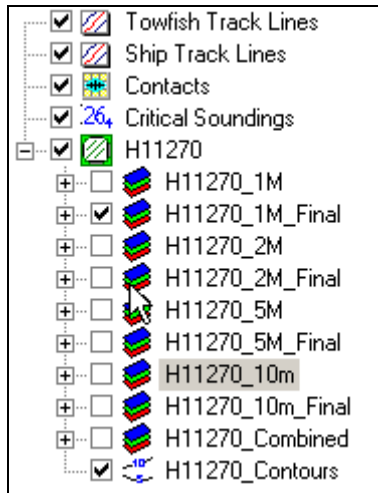 Towfish Track Lines
Ship Track Lines
Contacts
.26₄ Critical Soundings
H11270
H11270_1M
H11270_1M_Final
H11270_2M
H11270_2M_Final
H11270_5M
H11270_5M_Final
H11270_10m
H11270_10m_Final
H11270_Combined
H11270_Contours